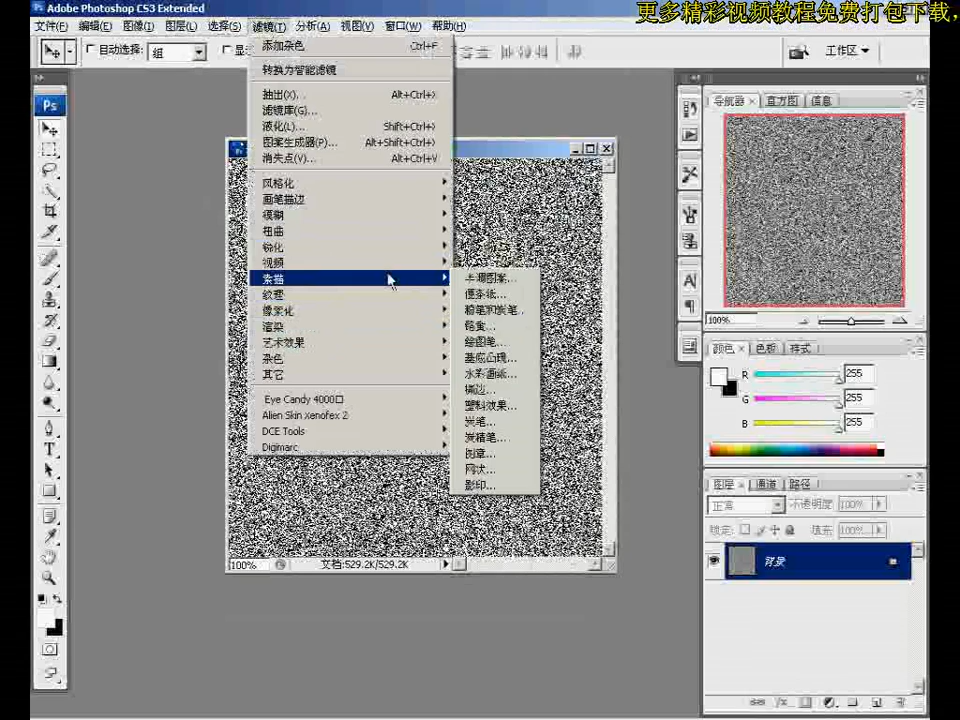 Adobe Photoshop CS3 Extended
更多精彩视频教程免费打包下载,
文件(F) 编辑(E) 图像(I) 图层(L) 选择(S) 滤镜(T) 分析(A) 视图(V) 窗口(W) 帮助(H)
自动选择: 组 显 工作区
添加杂色 Ctrl+F
转换为智能滤镜
抽出(X)... Alt+Ctrl+X
滤镜库(G)...
液化(L)... Shift+Ctrl+X
图案生成器(P)... Alt+Shift+Ctrl+X
消失点(V)... Alt+Ctrl+V
风格化
画笔描边
模糊
扭曲
锐化
视频
素描
纹理
像素化
渲染
艺术效果
杂色
其它
Eye Candy 4000
Alien Skin Xenofex 2
DCE Tools
Digimarc
半调图案...
便条纸...
粉笔和炭笔...
铬黄...
绘图笔...
基底凸现...
水彩画纸...
撕边...
塑料效果...
炭笔...
炭精笔...
图章...
网状...
影印...
100% 文档:529.2K/529.2K
Ps
导航器 直方图 信息
100%
颜色 色板 样式
R 255
G 255
B 255
图层 通道 路径
正常 不透明度: 100%
锁定: 填充: 100%
背景